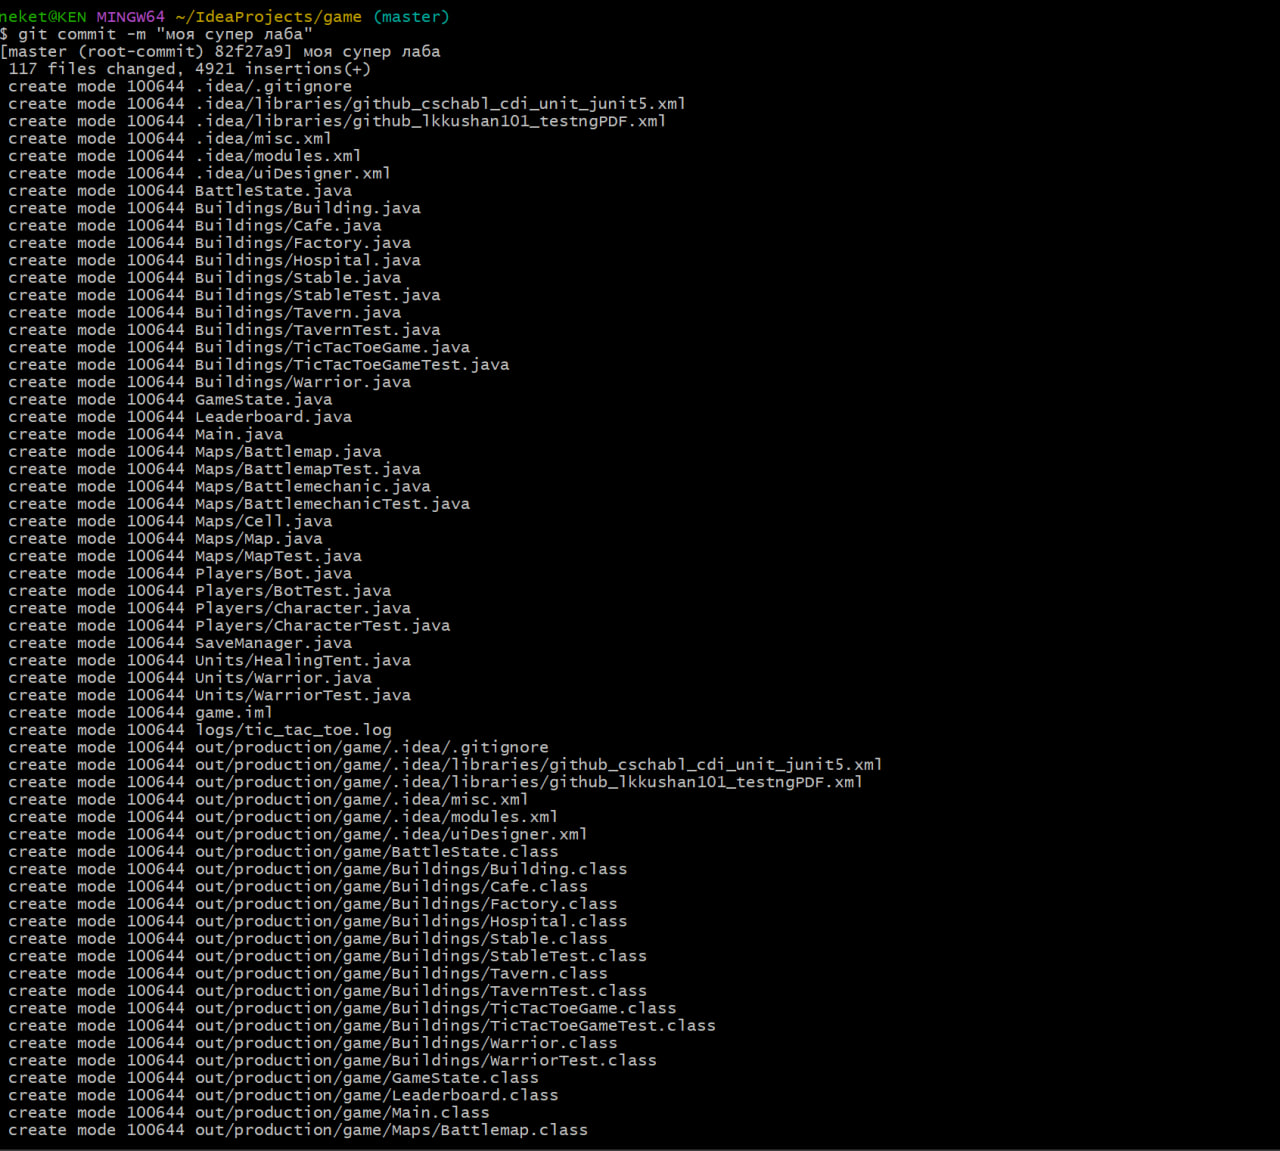 neket@KEN MINGW64 ~/IdeaProjects/game (master)
$ git commit -m "моя супер лаба"
[master (root-commit) 82f27a9] моя супер лаба
 117 files changed, 4921 insertions(+)
 create mode 100644 .idea/.gitignore
 create mode 100644 .idea/libraries/github_cschabl_cdi_unit_junit5.xml
 create mode 100644 .idea/libraries/github_lkkushan101_testngPDF.xml
 create mode 100644 .idea/misc.xml
 create mode 100644 .idea/modules.xml
 create mode 100644 .idea/uiDesigner.xml
 create mode 100644 BattleState.java
 create mode 100644 Buildings/Building.java
 create mode 100644 Buildings/Cafe.java
 create mode 100644 Buildings/Factory.java
 create mode 100644 Buildings/Hospital.java
 create mode 100644 Buildings/Stable.java
 create mode 100644 Buildings/StableTest.java
 create mode 100644 Buildings/Tavern.java
 create mode 100644 Buildings/TavernTest.java
 create mode 100644 Buildings/TicTacToeGame.java
 create mode 100644 Buildings/TicTacToeGameTest.java
 create mode 100644 Buildings/Warrior.java
 create mode 100644 GameState.java
 create mode 100644 Leaderboard.java
 create mode 100644 Main.java
 create mode 100644 Maps/Battlemap.java
 create mode 100644 Maps/BattlemapTest.java
 create mode 100644 Maps/Battlemechanic.java
 create mode 100644 Maps/BattlemechanicTest.java
 create mode 100644 Maps/Cell.java
 create mode 100644 Maps/Map.java
 create mode 100644 Maps/MapTest.java
 create mode 100644 Players/Bot.java
 create mode 100644 Players/BotTest.java
 create mode 100644 Players/Character.java
 create mode 100644 Players/CharacterTest.java
 create mode 100644 SaveManager.java
 create mode 100644 Units/HealingTent.java
 create mode 100644 Units/Warrior.java
 create mode 100644 Units/WarriorTest.java
 create mode 100644 game.iml
 create mode 100644 logs/tic_tac_toe.log
 create mode 100644 out/production/game/.idea/.gitignore
 create mode 100644 out/production/game/.idea/libraries/github_cschabl_cdi_unit_junit5.xml
 create mode 100644 out/production/game/.idea/libraries/github_lkkushan101_testngPDF.xml
 create mode 100644 out/production/game/.idea/misc.xml
 create mode 100644 out/production/game/.idea/modules.xml
 create mode 100644 out/production/game/.idea/uiDesigner.xml
 create mode 100644 out/production/game/BattleState.class
 create mode 100644 out/production/game/Buildings/Building.class
 create mode 100644 out/production/game/Buildings/Cafe.class
 create mode 100644 out/production/game/Buildings/Factory.class
 create mode 100644 out/production/game/Buildings/Hospital.class
 create mode 100644 out/production/game/Buildings/Stable.class
 create mode 100644 out/production/game/Buildings/StableTest.class
 create mode 100644 out/production/game/Buildings/Tavern.class
 create mode 100644 out/production/game/Buildings/TavernTest.class
 create mode 100644 out/production/game/Buildings/TicTacToeGame.class
 create mode 100644 out/production/game/Buildings/TicTacToeGameTest.class
 create mode 100644 out/production/game/Buildings/Warrior.class
 create mode 100644 out/production/game/Buildings/WarriorTest.class
 create mode 100644 out/production/game/GameState.class
 create mode 100644 out/production/game/Leaderboard.class
 create mode 100644 out/production/game/Main.class
 create mode 100644 out/production/game/Maps/Battlemap.class